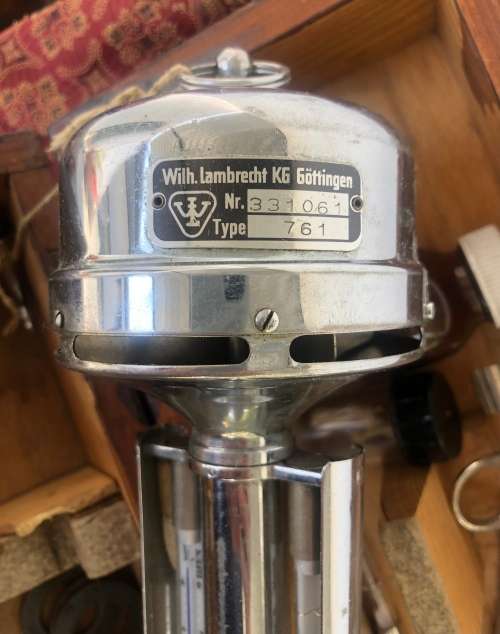 Wilh. Lambrecht KG Göttingen
Nr. 331061
Type 761